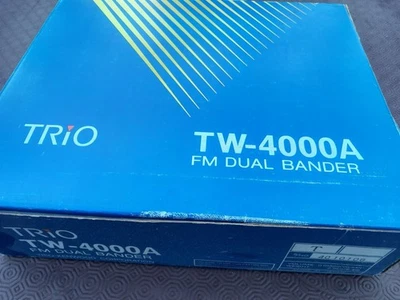 TRiO
TW-4000A
FM DUAL BANDER
TRiO
TW-4000A
FM DUAL BANDER
T